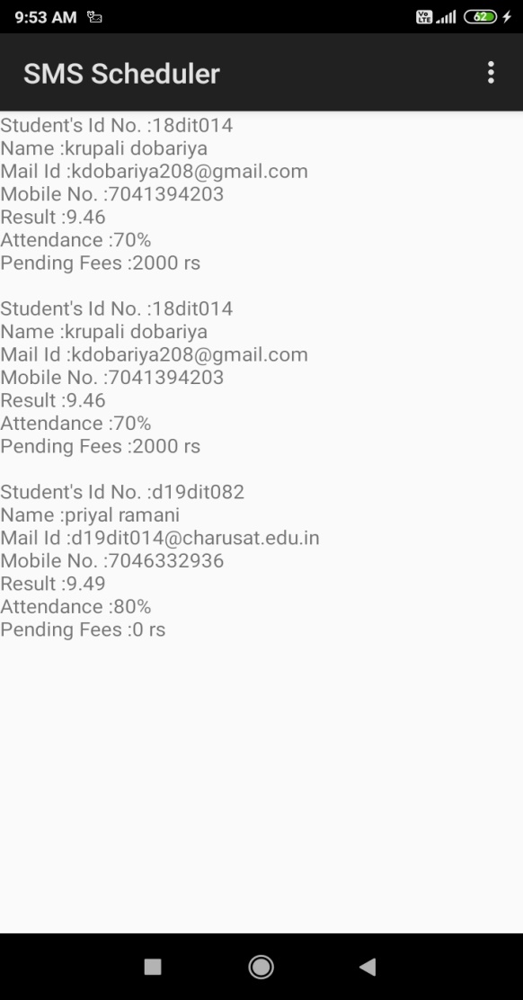 9:53 AM
Vo LTE 62
SMS Scheduler
Student's Id No. :18dit014
Name :krupali dobariya
Mail Id :kdobariya208@gmail.com
Mobile No. :7041394203
Result :9.46
Attendance :70%
Pending Fees :2000 rs
Student's Id No. :18dit014
Name :krupali dobariya
Mail Id :kdobariya208@gmail.com
Mobile No. :7041394203
Result :9.46
Attendance :70%
Pending Fees :2000 rs
Student's Id No. :d19dit082
Name :priyal ramani
Mail Id :d19dit014@charusat.edu.in
Mobile No. :7046332936
Result :9.49
Attendance :80%
Pending Fees :0 rs